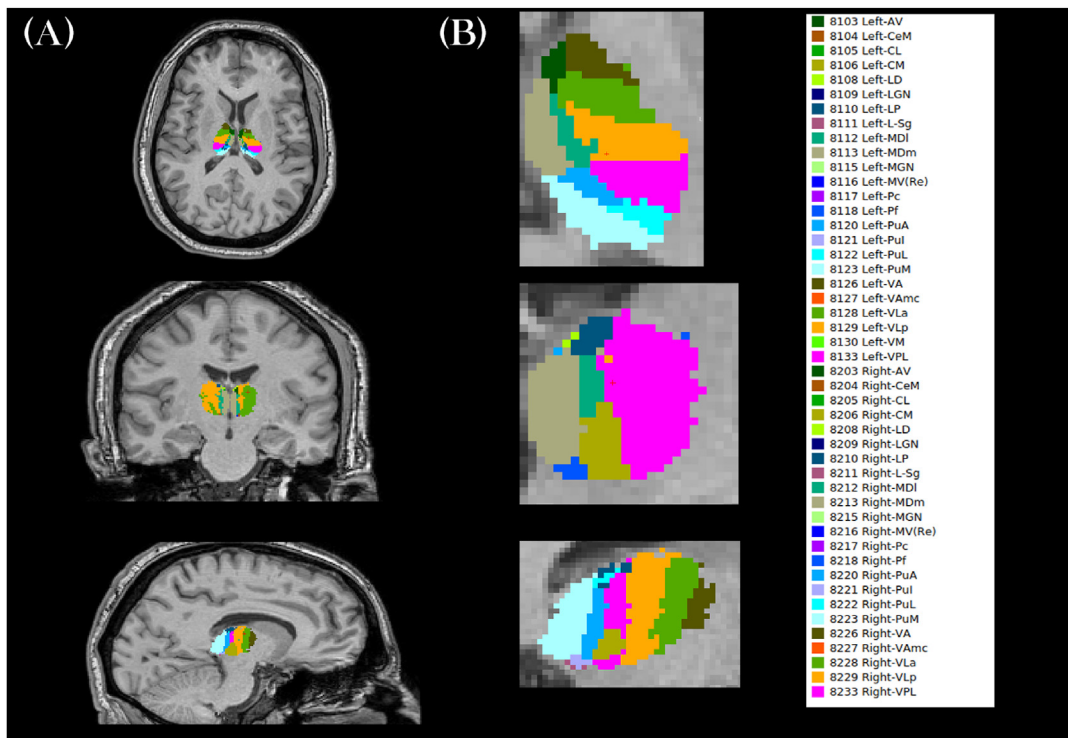 (A)
(B)
8103 Left-AV
8104 Left-CeM
8105 Left-CL
8106 Left-CM
8108 Left-LD
8109 Left-LGN
8110 Left-LP
8111 Left-L-Sg
8112 Left-MDl
8113 Left-MDm
8115 Left-MGN
8116 Left-MV(Re)
8117 Left-Pc
8118 Left-Pf
8120 Left-PuA
8121 Left-PuI
8122 Left-PuL
8123 Left-PuM
8126 Left-VA
8127 Left-VAmc
8128 Left-VLa
8129 Left-VLp
8130 Left-VM
8133 Left-VPL
8203 Right-AV
8204 Right-CeM
8205 Right-CL
8206 Right-CM
8208 Right-LD
8209 Right-LGN
8210 Right-LP
8211 Right-L-Sg
8212 Right-MDl
8213 Right-MDm
8215 Right-MGN
8216 Right-MV(Re)
8217 Right-Pc
8218 Right-Pf
8220 Right-PuA
8221 Right-PuI
8222 Right-PuL
8223 Right-PuM
8226 Right-VA
8227 Right-VAmc
8228 Right-VLa
8229 Right-VLp
8233 Right-VPL